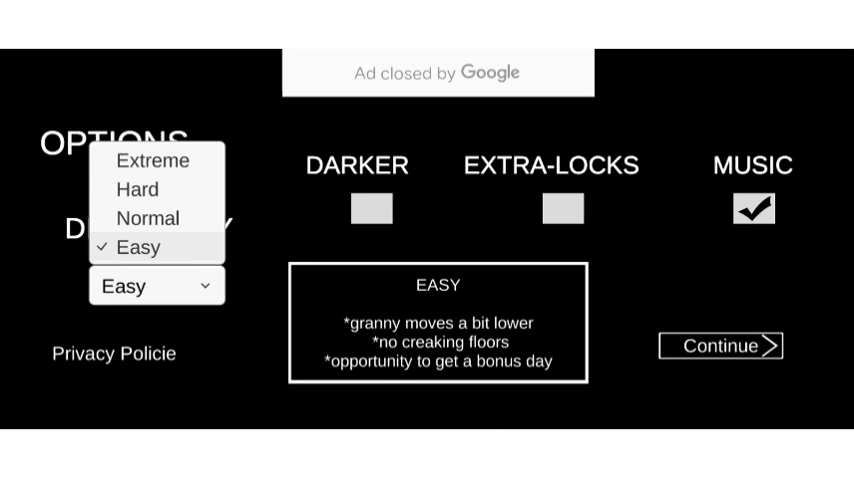 Ad closed by Google
OPTIONS
DARKER
EXTRA-LOCKS
MUSIC
Extreme
Hard
Normal
Easy
Easy
EASY
*granny moves a bit lower
*no creaking floors
*opportunity to get a bonus day
Privacy Policie
Continue